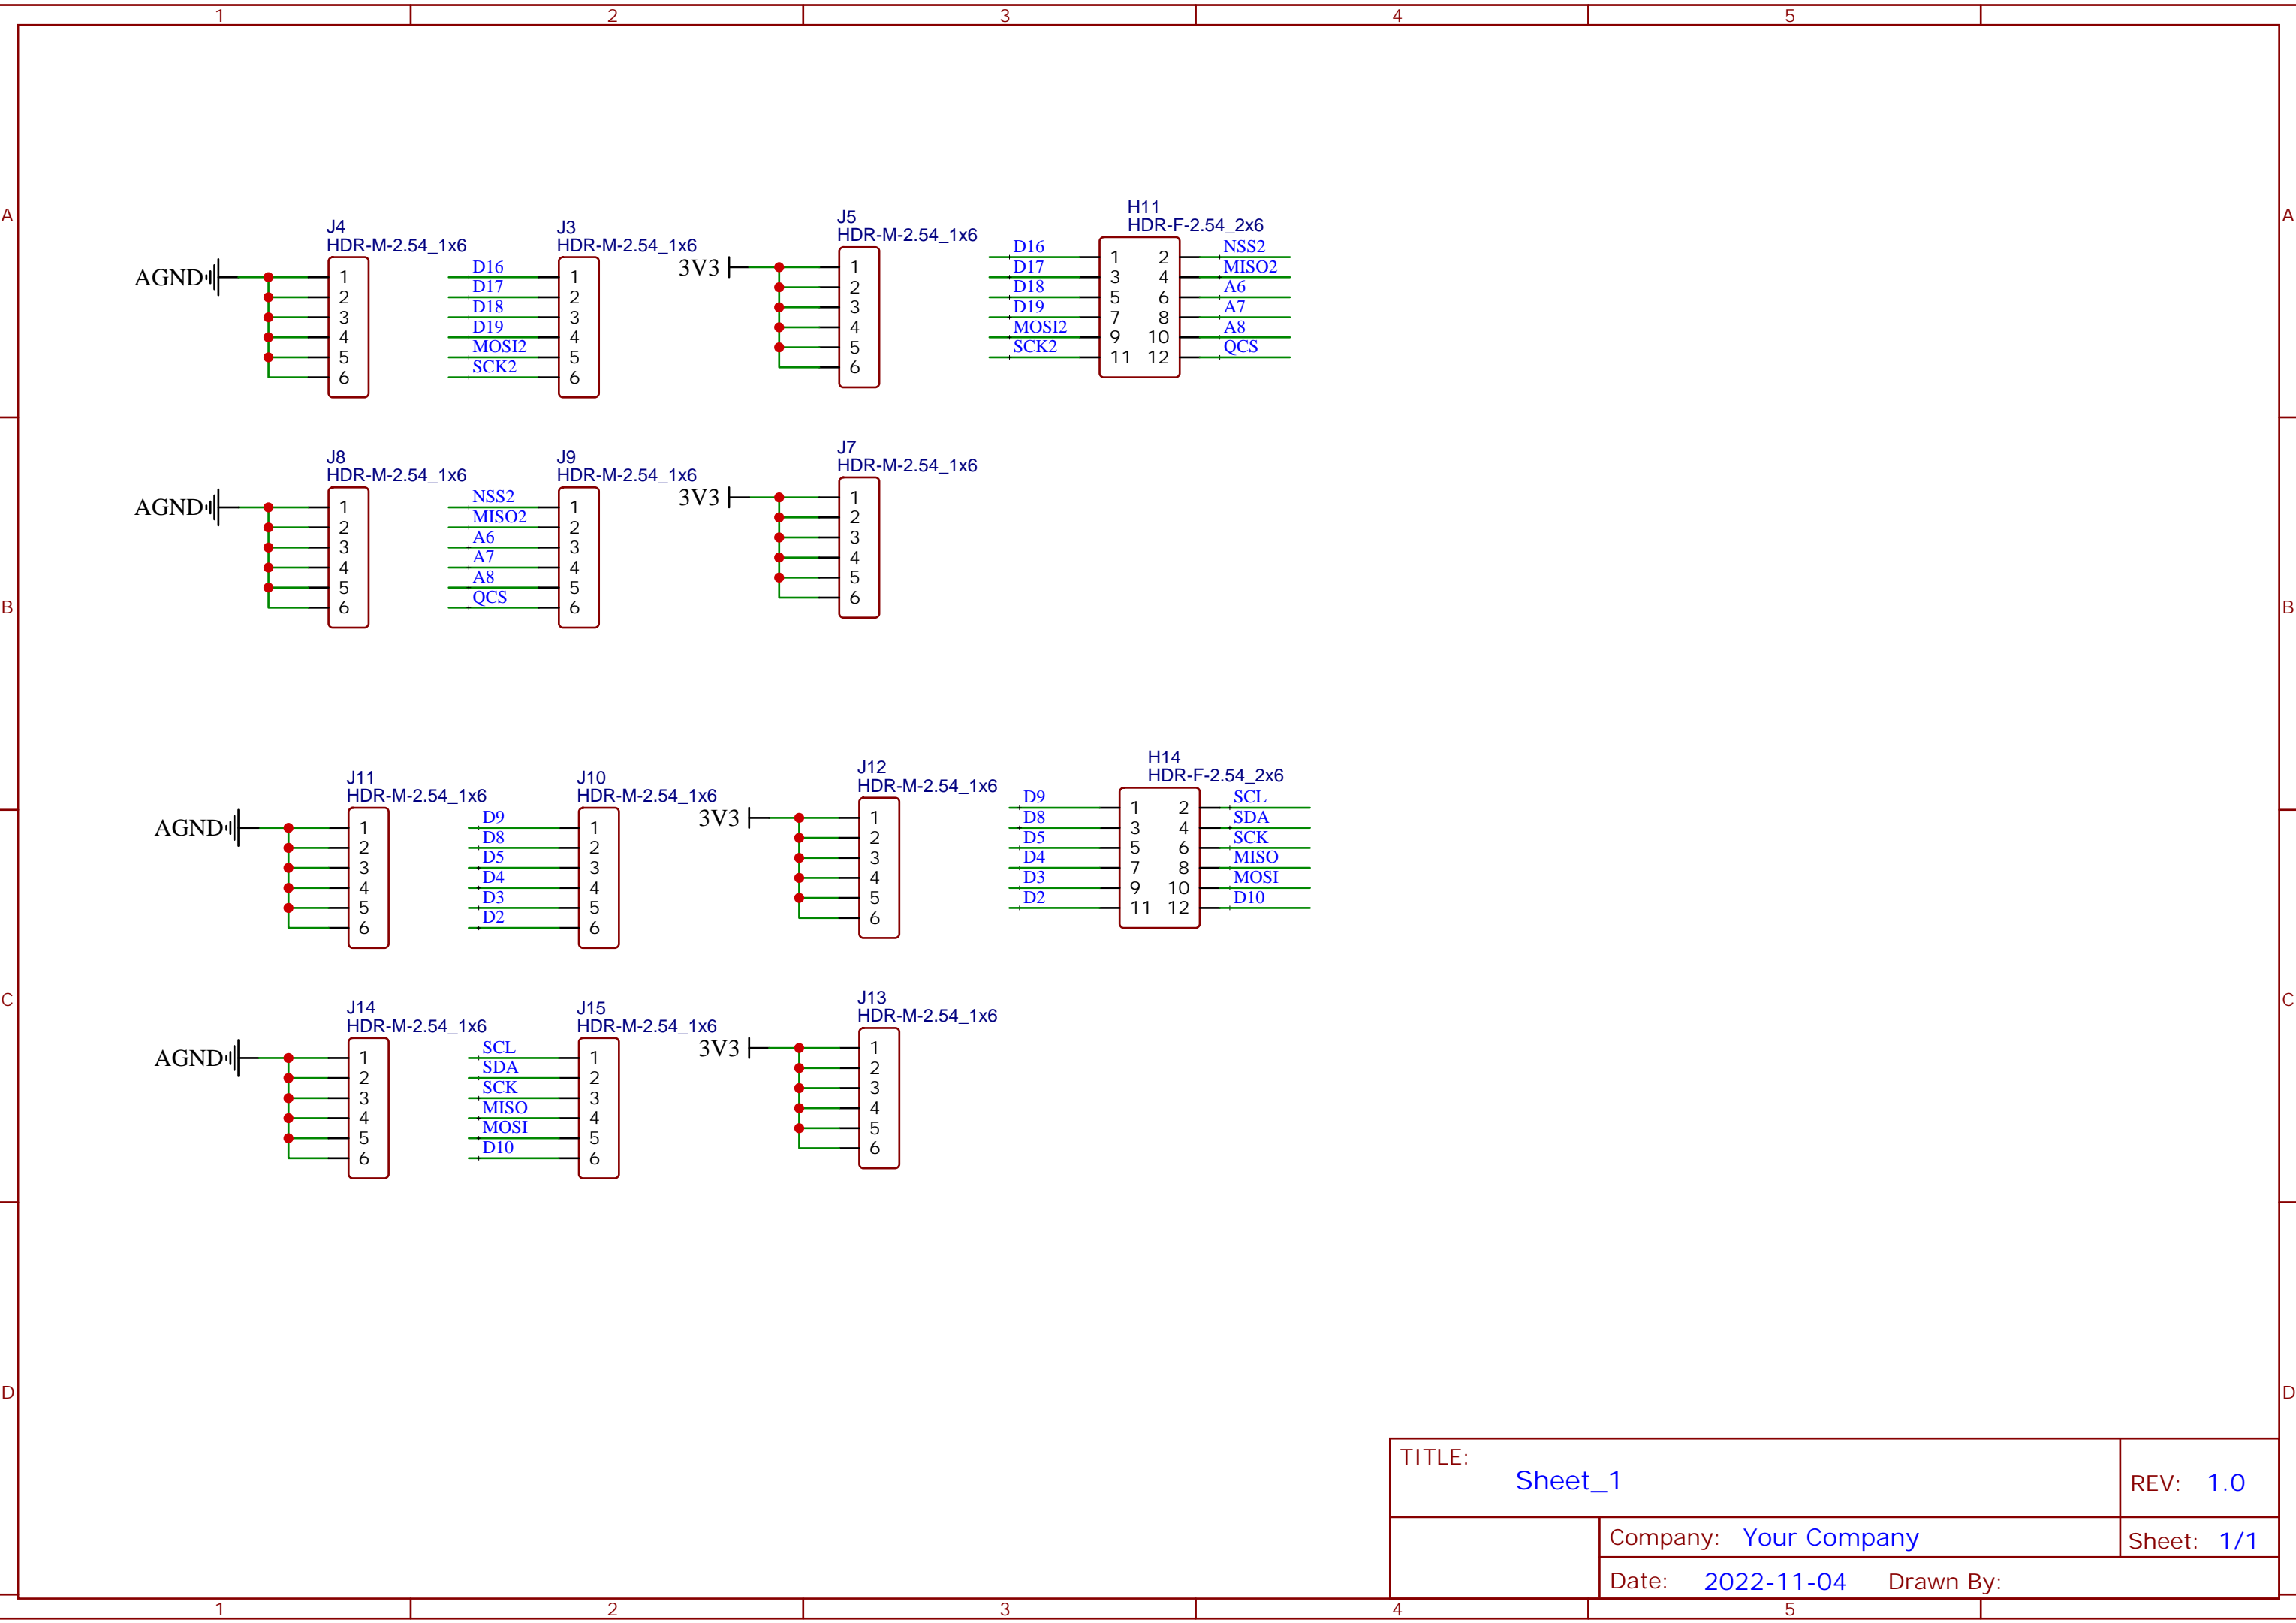 1 2 3 4 5
A A
J4
HDR-M-2.54_1x6
AGND
1
2
3
4
5
6
J3
HDR-M-2.54_1x6
D16 1
D17 2
D18 3
D19 4
MOSI2 5
SCK2 6
J5
HDR-M-2.54_1x6
3V3
1
2
3
4
5
6
H11
HDR-F-2.54_2x6
D16 1 2 NSS2
D17 3 4 MISO2
D18 5 6 A6
D19 7 8 A7
MOSI2 9 10 A8
SCK2 11 12 QCS
J8
HDR-M-2.54_1x6
AGND
1
2
3
4
5
6
J9
HDR-M-2.54_1x6
NSS2 1
MISO2 2
A6 3
A7 4
A8 5
QCS 6
J7
HDR-M-2.54_1x6
3V3
1
2
3
4
5
6
B B
J11
HDR-M-2.54_1x6
AGND
1
2
3
4
5
6
J10
HDR-M-2.54_1x6
D9 1
D8 2
D5 3
D4 4
D3 5
D2 6
J12
HDR-M-2.54_1x6
3V3
1
2
3
4
5
6
H14
HDR-F-2.54_2x6
D9 1 2 SCL
D8 3 4 SDA
D5 5 6 SCK
D4 7 8 MISO
D3 9 10 MOSI
D2 11 12 D10
C C
J14
HDR-M-2.54_1x6
AGND
1
2
3
4
5
6
J15
HDR-M-2.54_1x6
SCL 1
SDA 2
SCK 3
MISO 4
MOSI 5
D10 6
J13
HDR-M-2.54_1x6
3V3
1
2
3
4
5
6
D D
TITLE:
Sheet_1
REV: 1.0
Company: Your Company
Sheet: 1/1
Date: 2022-11-04 Drawn By:
1 2 3 4 5